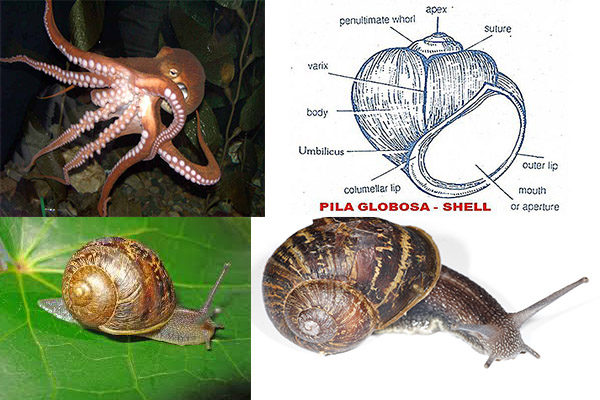 apex
penultimate whorl
suture
varix
body
Umbilicus
outer lip
columellar lip
mouth
or aperture
PILA GLOBOSA - SHELL